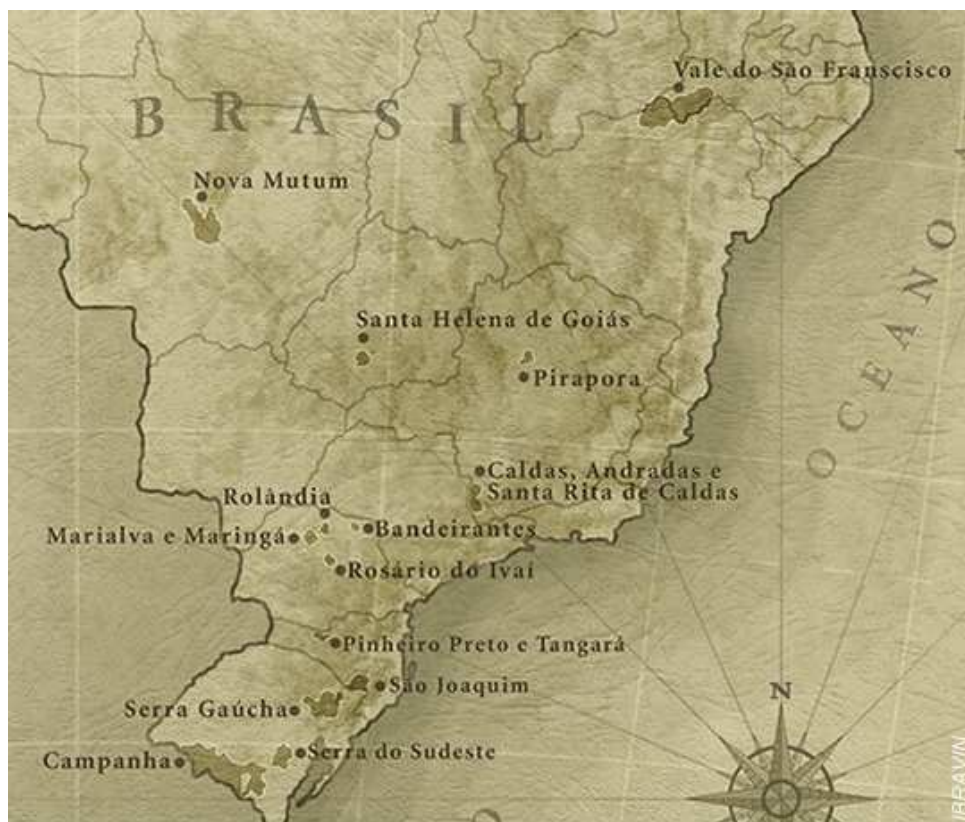 Vale do São Franscisco
BRASIL
Nova Mutum
OCEANO
Santa Helena de Goiás
Pirapora
Caldas, Andradas e
Santa Rita de Caldas
Rolândia
Marialva e Maringá
Bandeirantes
Rosário do Ivaí
Pinheiro Preto e Tangará
São Joaquim
Serra Gaúcha
N
Serra do Sudeste
Campanha
IBRAVIN